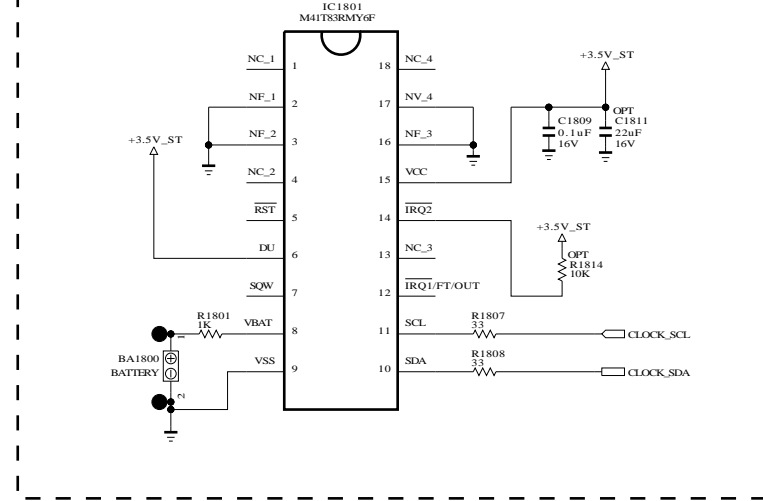 IC1801
M41T83RMY6F
NC_1
1
18
NC_4
+3.5V_ST
NF_1
2
17
NV_4
OPT
C1809
0.1uF
16V
C1811
22uF
16V
+3.5V_ST
NF_2
3
16
NF_3
NC_2
4
15
VCC
RST
5
14
IRQ2
+3.5V_ST
DU
6
13
NC_3
OPT
R1814
10K
SQW
7
12
IRQ1/FT/OUT
R1801
1K
VBAT
8
11
SCL
R1807
33
CLOCK_SCL
1
BA1800
BATTERY
VSS
9
10
SDA
R1808
33
CLOCK_SDA
2